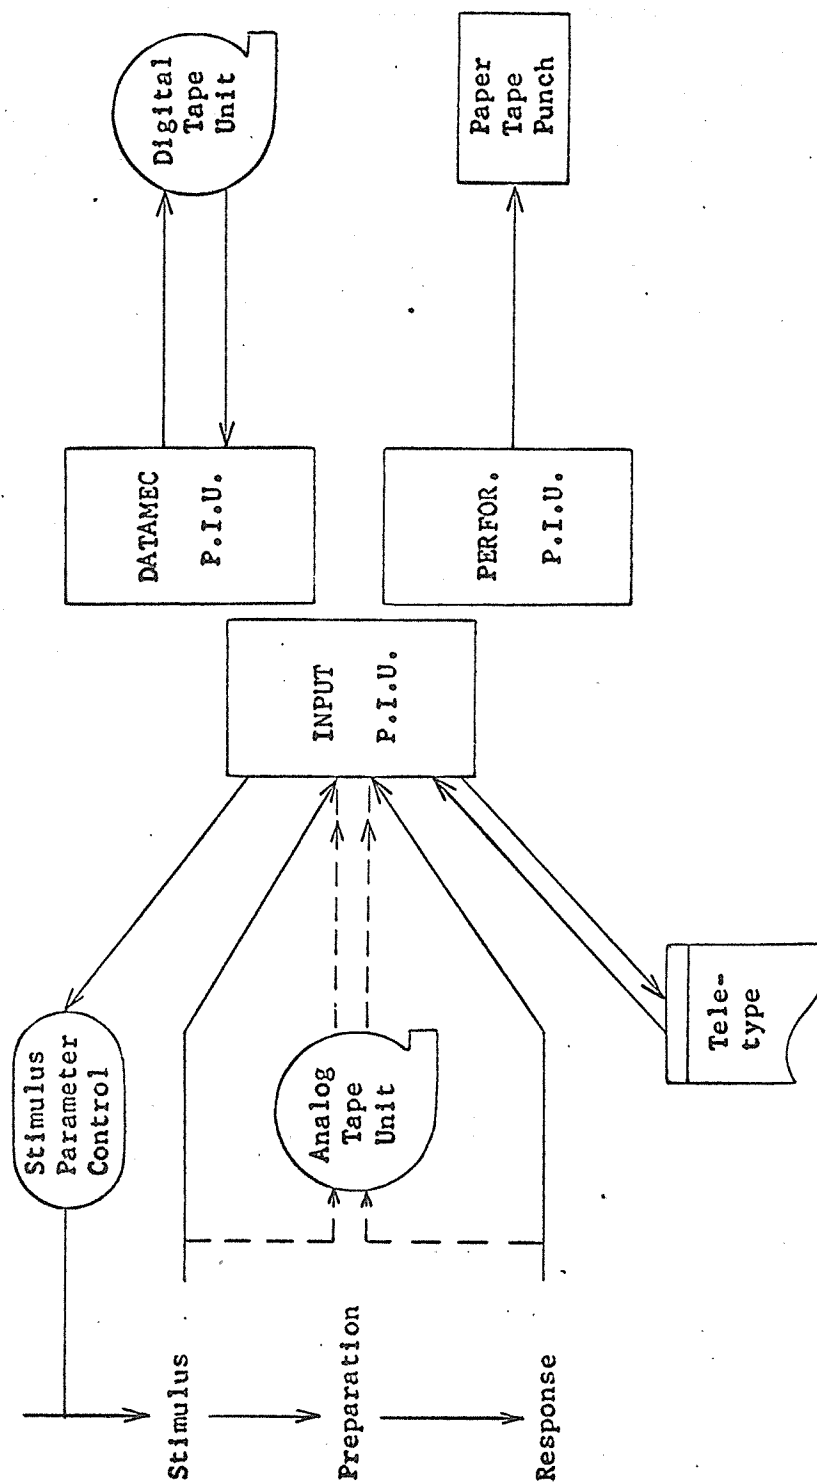 Stimulus
Parameter
Control
Stimulus
Preparation
Response
Analog
Tape
Unit
Tele-
type
INPUT
P.I.U.
DATAMEC
P.I.U.
PERFOR.
P.I.U.
Digital
Tape
Unit
Paper
Tape
Punch